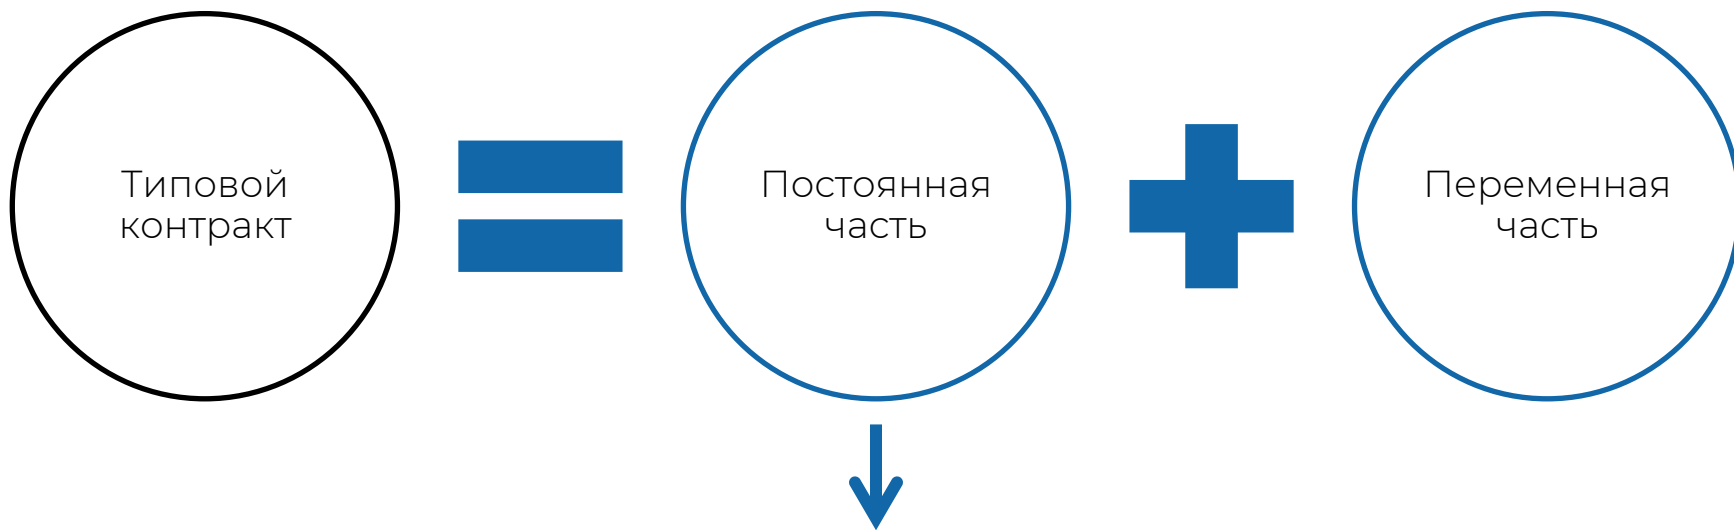 Типовой
контракт
Постоянная
часть
Переменная
часть